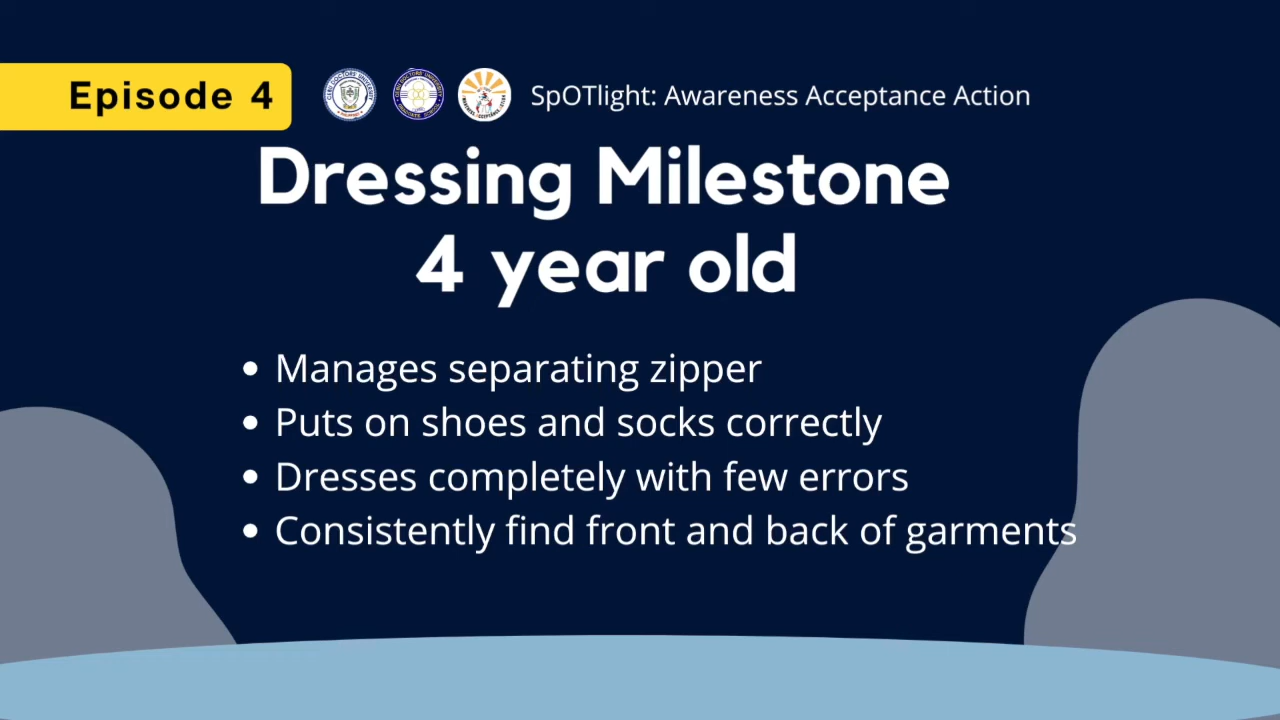 Episode 4
SpOTlight: Awareness Acceptance Action
Dressing Milestone
4 year old
• Manages separating zipper
• Puts on shoes and socks correctly
• Dresses completely with few errors
• Consistently find front and back of garments